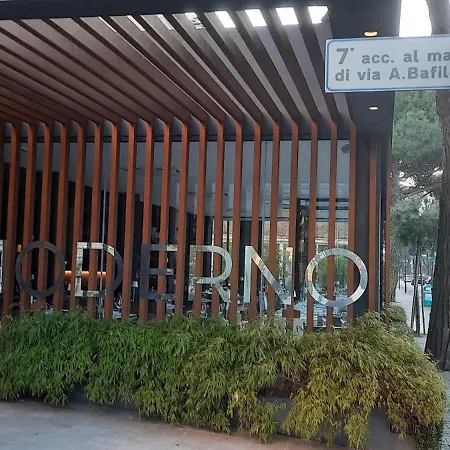 7° acc. al ma
di via A.Bafil
ODERNO